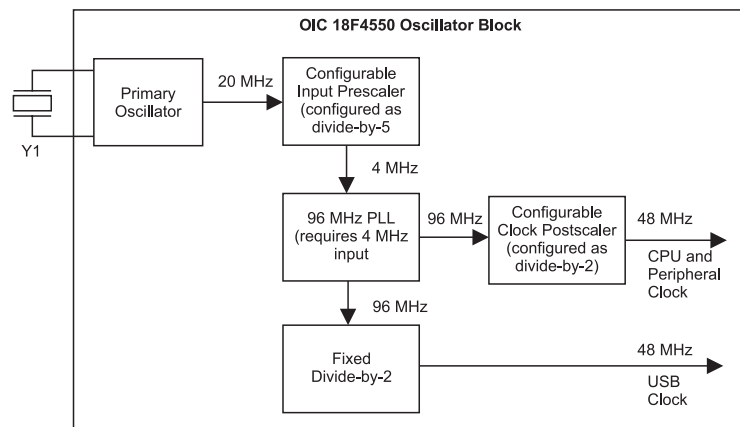 OIC 18F4550 Oscillator Block
Y1
Primary
Oscillator
20 MHz
Configurable
Input Prescaler
(configured as
divide-by-5
4 MHz
96 MHz PLL
(requires 4 MHz
input
96 MHz
Configurable
Clock Postscaler
(configured as
divide-by-2)
48 MHz
CPU and
Peripheral
Clock
96 MHz
Fixed
Divide-by-2
48 MHz
USB
Clock